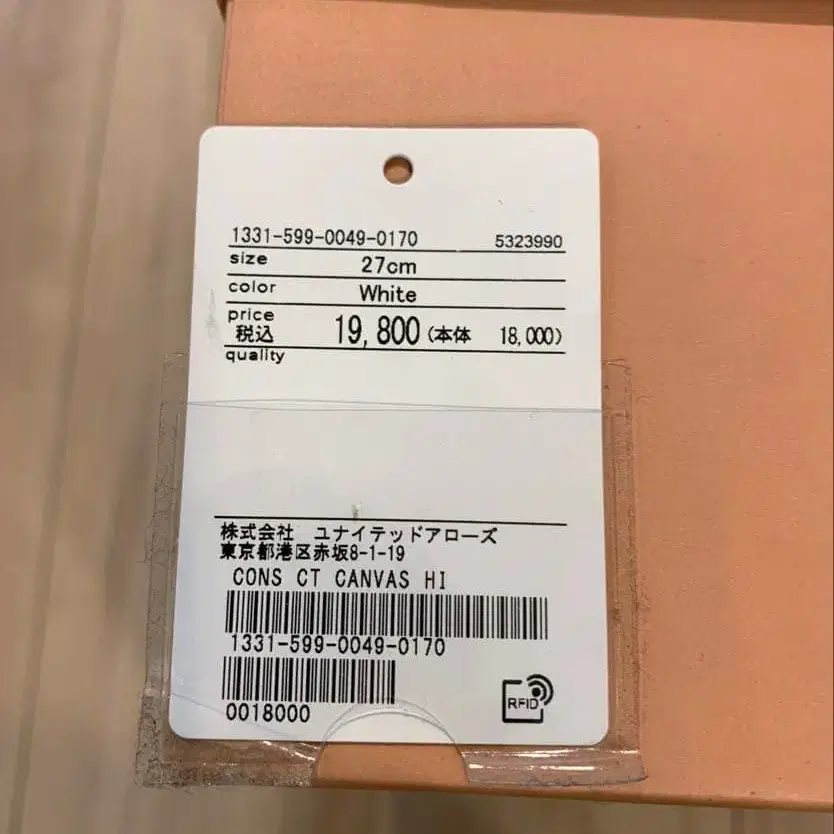 1331-599-0049-0170 5323990
size 27cm
color White
price
税込 19,800 (本体 18,000)
quality
株式会社 ユナイテッドアローズ
東京都港区赤坂8-1-19
CONS CT CANVAS HI
1331-599-0049-0170
0018000
RFID